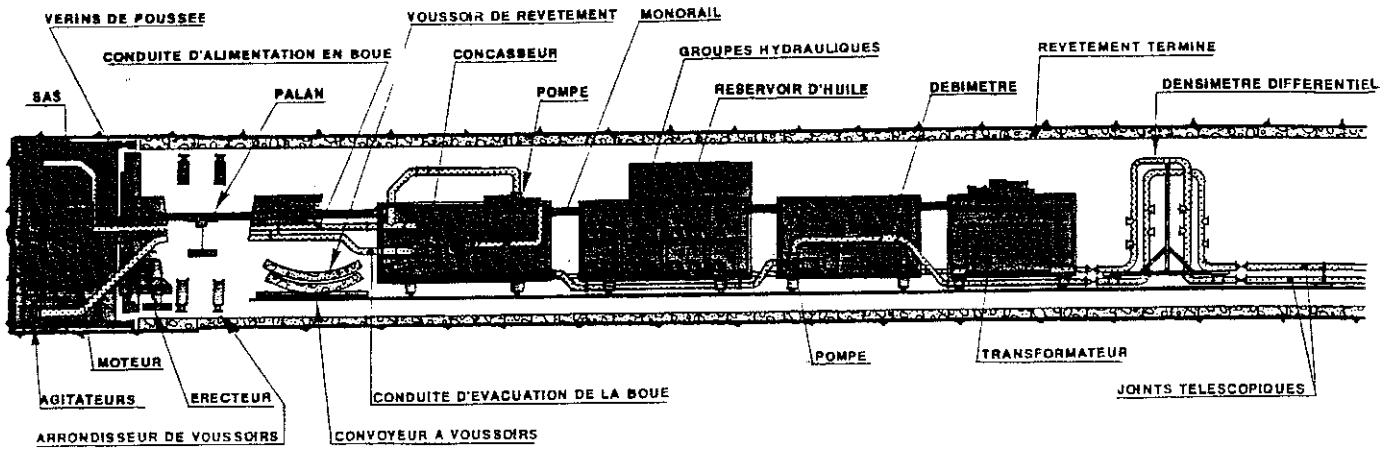 VERINS DE POUSSEE
VOUSSOIR DE REVETEMENT
MONORAIL
CONDUITE D'ALIMENTATION EN BOUE
CONCASSEUR
GROUPES HYDRAULIQUES
REVETEMENT TERMINE
SAS
PALAN
POMPE
RESERVOIR D'HUILE
DEBIMETRE
DENSIMETRE DIFFERENTIEL
MOTEUR
POMPE
TRANSFORMATEUR
AGITATEURS
ERECTEUR
CONDUITE D'EVACUATION DE LA BOUE
JOINTS TELESCOPIQUES
ARRONDISSEUR DE VOUSSOIRS
CONVOYEUR A VOUSSOIRS